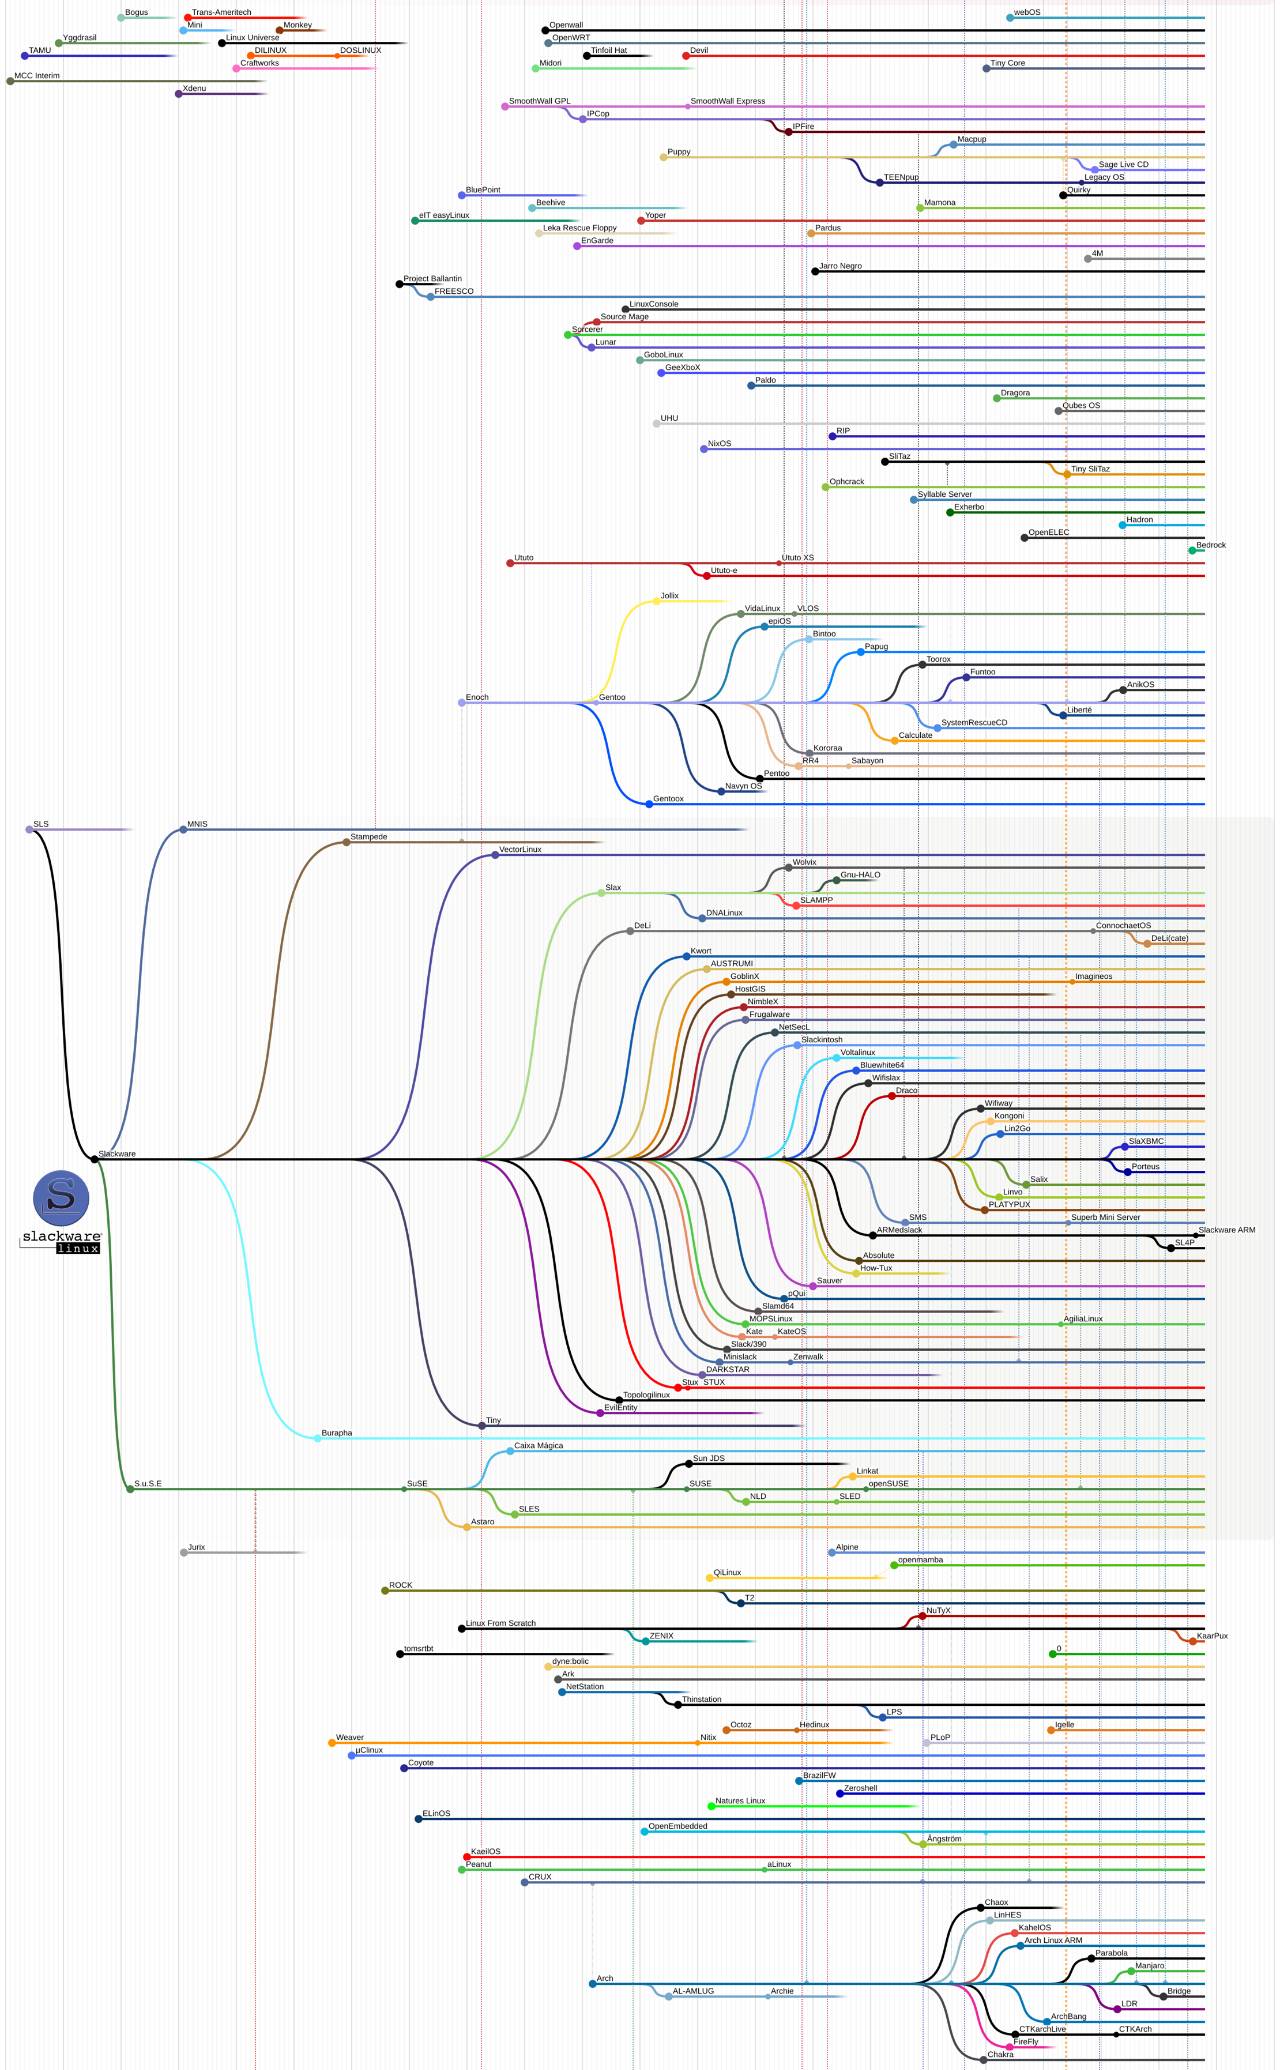 Bogus
Trans-Ameritech
webOS
Mini
Monkey
Openwall
Yggdrasil
Linux Universe
OpenWRT
TAMU
DILINUX
DOSLINUX
Tinfoil Hat
Devil
Craftworks
Midori
Tiny Core
MCC Interim
Xdenu
SmoothWall GPL
SmoothWall Express
IPCop
IPFire
Macpup
Puppy
Sage Live CD
TEENpup
Legacy OS
BluePoint
Quirky
Beehive
Mamona
eIT easyLinux
Yoper
Leka Rescue Floppy
Pardus
EnGarde
4M
Jarro Negro
Project Ballantin
FREESCO
LinuxConsole
Source Mage
Sorcerer
Lunar
GoboLinux
GeeXboX
Paldo
Dragora
Qubes OS
UHU
RIP
NixOS
SliTaz
Tiny SliTaz
Ophcrack
Syllable Server
Exherbo
Hadron
OpenELEC
Bedrock
Ututo
Ututo XS
Ututo-e
Jollix
VidaLinux
VLOS
epiOS
Bintoo
Papug
Toorox
Funtoo
AnikOS
Enoch
Gentoo
Liberté
SystemRescueCD
Calculate
Kororaa
RR4
Sabayon
Pentoo
Navyn OS
Gentoox
SLS
MNIS
Stampede
VectorLinux
Wolvix
Gnu-HALO
Slax
SLAMPP
DNALinux
DeLi
ConnochaetOS
DeLi(cate)
Kwort
AUSTRUMI
GoblinX
Imagineos
HostGIS
NimbleX
Frugalware
NetSecL
Slackintosh
Voltalinux
Bluewhite64
Wifislax
Draco
Wifiway
Kongoni
Lin2Go
SlaXBMC
Slackware
Porteus
Salix
Linvo
PLATYPUX
SMS
Superb Mini Server
ARMedslack
Slackware ARM
SL4P
slackware
linux
Absolute
How-Tux
Sauver
pQui
Slamd64
MOPSLinux
AgiliaLinux
Kate
KateOS
Slack/390
Minislack
Zenwalk
DARKSTAR
Stux
STUX
Topologilinux
EvilEntity
Tiny
Burapha
Caixa Mágica
Sun JDS
Linkat
S.u.S.E
SuSE
SUSE
openSUSE
NLD
SLED
SLES
Astaro
Jurix
Alpine
openmamba
QiLinux
ROCK
T2
NuTyX
Linux From Scratch
ZENIX
KaarPux
tomsrtbt
0
dyne:bolic
Ark
NetStation
Thinstation
LPS
Octoz
Hedinux
Igelle
Weaver
Nitix
PLoP
µClinux
Coyote
BrazilFW
Zeroshell
Natures Linux
ELinOS
OpenEmbedded
Ångström
KaeilOS
Peanut
aLinux
CRUX
Chaox
LinHES
KahelOS
Arch Linux ARM
Parabola
Manjaro
Arch
AL-AMLUG
Archie
Bridge
LDR
ArchBang
CTKarchLive
CTKArch
FireFly
Chakra